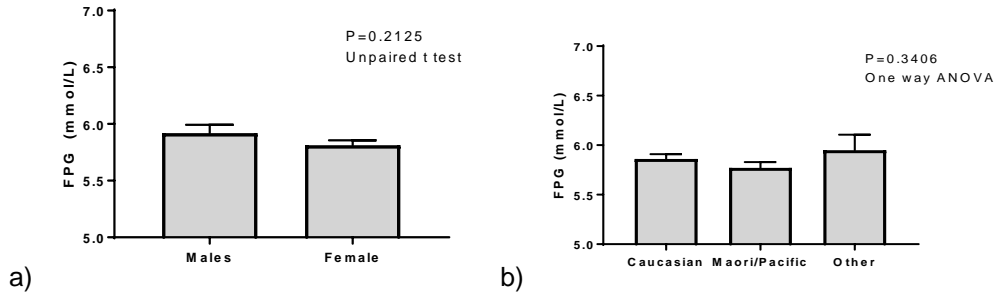 7.0
6.5
6.0
5.5
5.0
FPG (mmol/L)
P=0.2125
Unpaired t test
Males Female
a)
7.0
6.5
6.0
5.5
5.0
FPG (mmol/L)
P=0.3406
One way ANOVA
Caucasian Maori/Pacific Other
b)